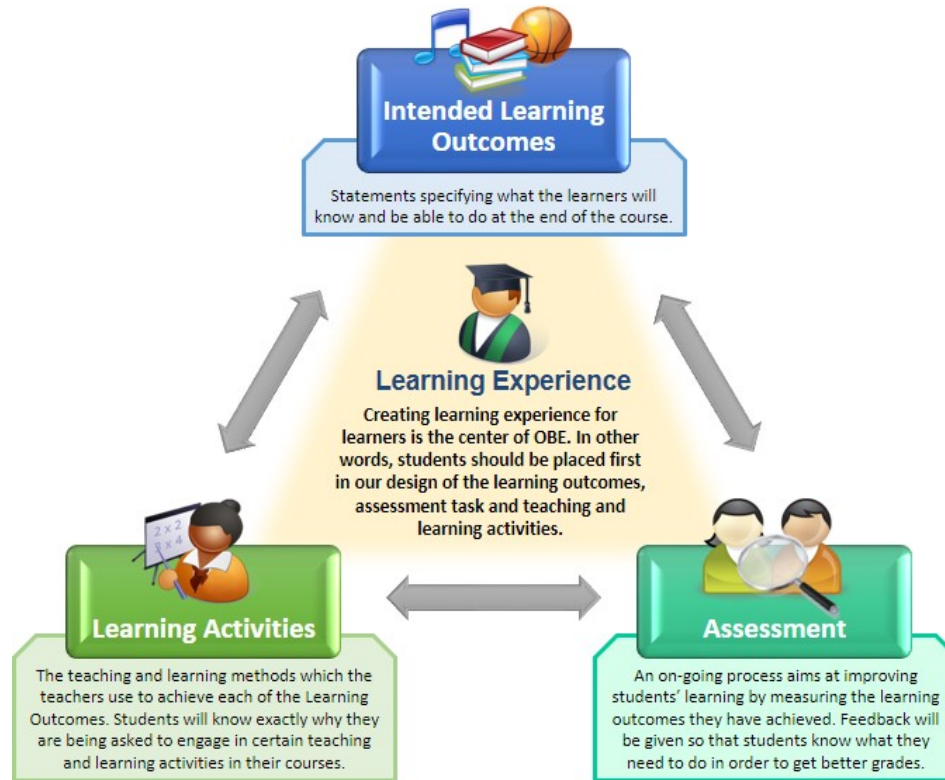 Intended Learning
Outcomes
Statements specifying what the learners will
know and be able to do at the end of the course.
Learning Experience
Creating learning experience for
learners is the center of OBE. In other
words, students should be placed first
in our design of the learning outcomes,
assessment task and teaching and
learning activities.
2 x 2
3 x 4
Learning Activities
The teaching and learning methods which the
teachers use to achieve each of the Learning
Outcomes. Students will know exactly why they
are being asked to engage in certain teaching
and learning activities in their courses.
Assessment
An on-going process aims at improving
students’ learning by measuring the learning
outcomes they have achieved. Feedback will
be given so that students know what they
need to do in order to get better grades.